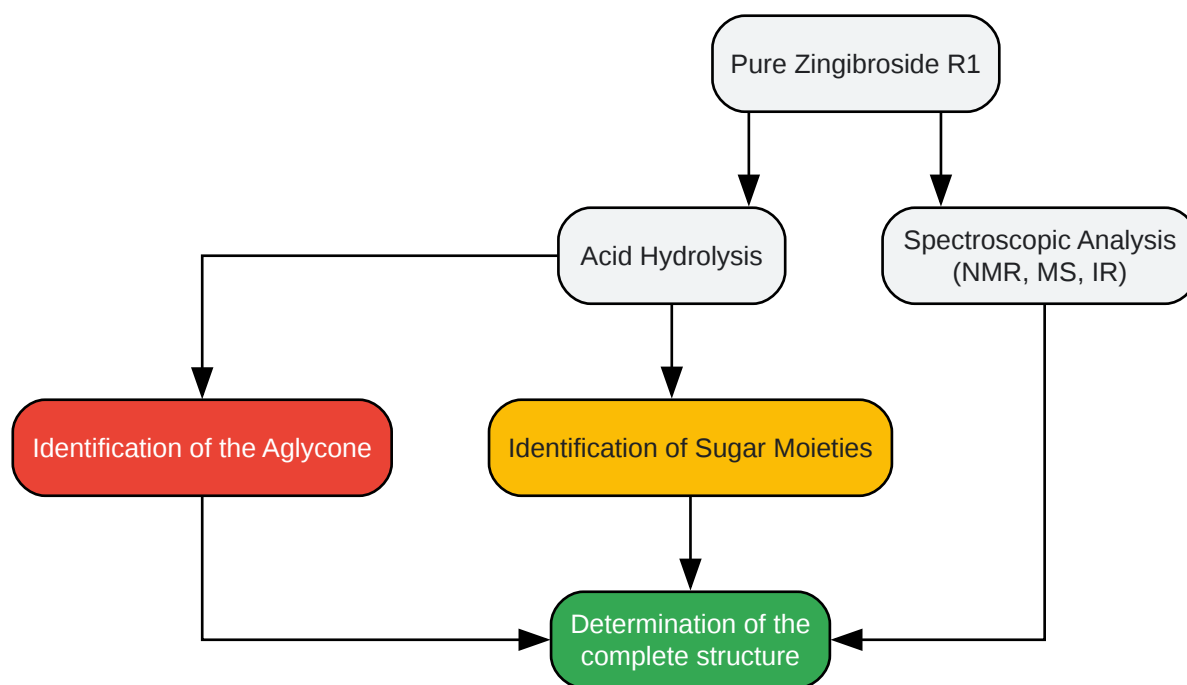 Pure Zingibroside R1
Acid Hydrolysis
Spectroscopic Analysis
(NMR, MS, IR)
Identification of the Aglycone
Identification of Sugar Moieties
Determination of the
complete structure